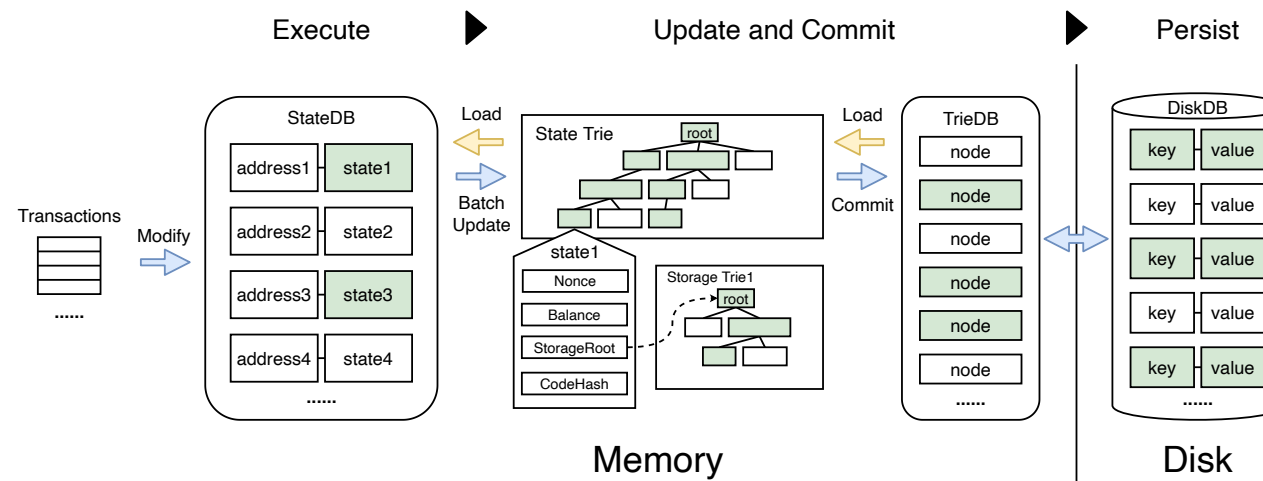 Execute
Update and Commit
Persist
Transactions
......
Modify
StateDB
address1
state1
address2
state2
address3
state3
address4
state4
......
Load
Batch
Update
State Trie
root
state1
Nonce
Balance
StorageRoot
CodeHash
Storage Trie1
root
Load
Commit
TrieDB
node
node
node
node
node
node
......
DiskDB
key
value
key
value
key
value
key
value
key
value
......
Memory
Disk